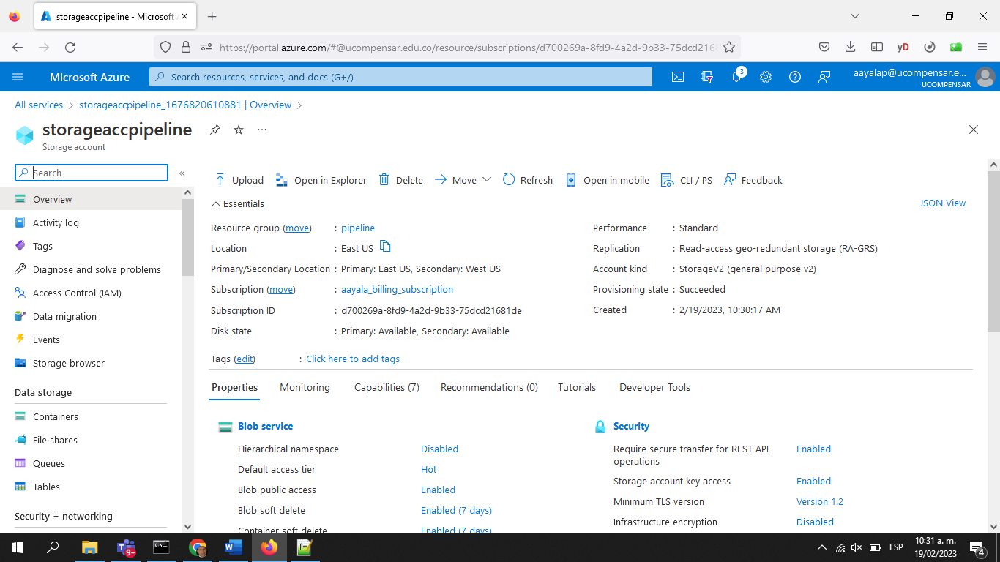 storageaccpipeline - Microsoft A
https://portal.azure.com/#@ucompensar.edu.co/resource/subscriptions/d700269a-8fd9-4a2d-9b33-75dcd216
yD
Microsoft Azure
Search resources, services, and docs (G+/)
3
aayalap@ucompensar.e...
UCOMPENSAR
All services > storageaccpipeline_1676820610881 | Overview >
storageaccpipeline
Storage account
Search
«
Overview
Activity log
Tags
Diagnose and solve problems
Access Control (IAM)
Data migration
Events
Storage browser
Data storage
Containers
File shares
Queues
Tables
Security + networking
Upload Open in Explorer Delete Move Refresh Open in mobile CLI / PS Feedback
Essentials
JSON View
Resource group (move) : pipeline
Location : East US
Primary/Secondary Location : Primary: East US, Secondary: West US
Subscription (move) : aayala_billing_subscription
Subscription ID : d700269a-8fd9-4a2d-9b33-75dcd21681de
Disk state : Primary: Available, Secondary: Available
Performance : Standard
Replication : Read-access geo-redundant storage (RA-GRS)
Account kind : StorageV2 (general purpose v2)
Provisioning state : Succeeded
Created : 2/19/2023, 10:30:17 AM
Tags (edit) : Click here to add tags
Properties Monitoring Capabilities (7) Recommendations (0) Tutorials Developer Tools
Blob service
Hierarchical namespace Disabled
Default access tier Hot
Blob public access Enabled
Blob soft delete Enabled (7 days)
Container soft delete Enabled (7 days)
Security
Require secure transfer for REST API operations Enabled
Storage account key access Enabled
Minimum TLS version Version 1.2
Infrastructure encryption Disabled
9+
ESP
10:31 a. m.
19/02/2023
4